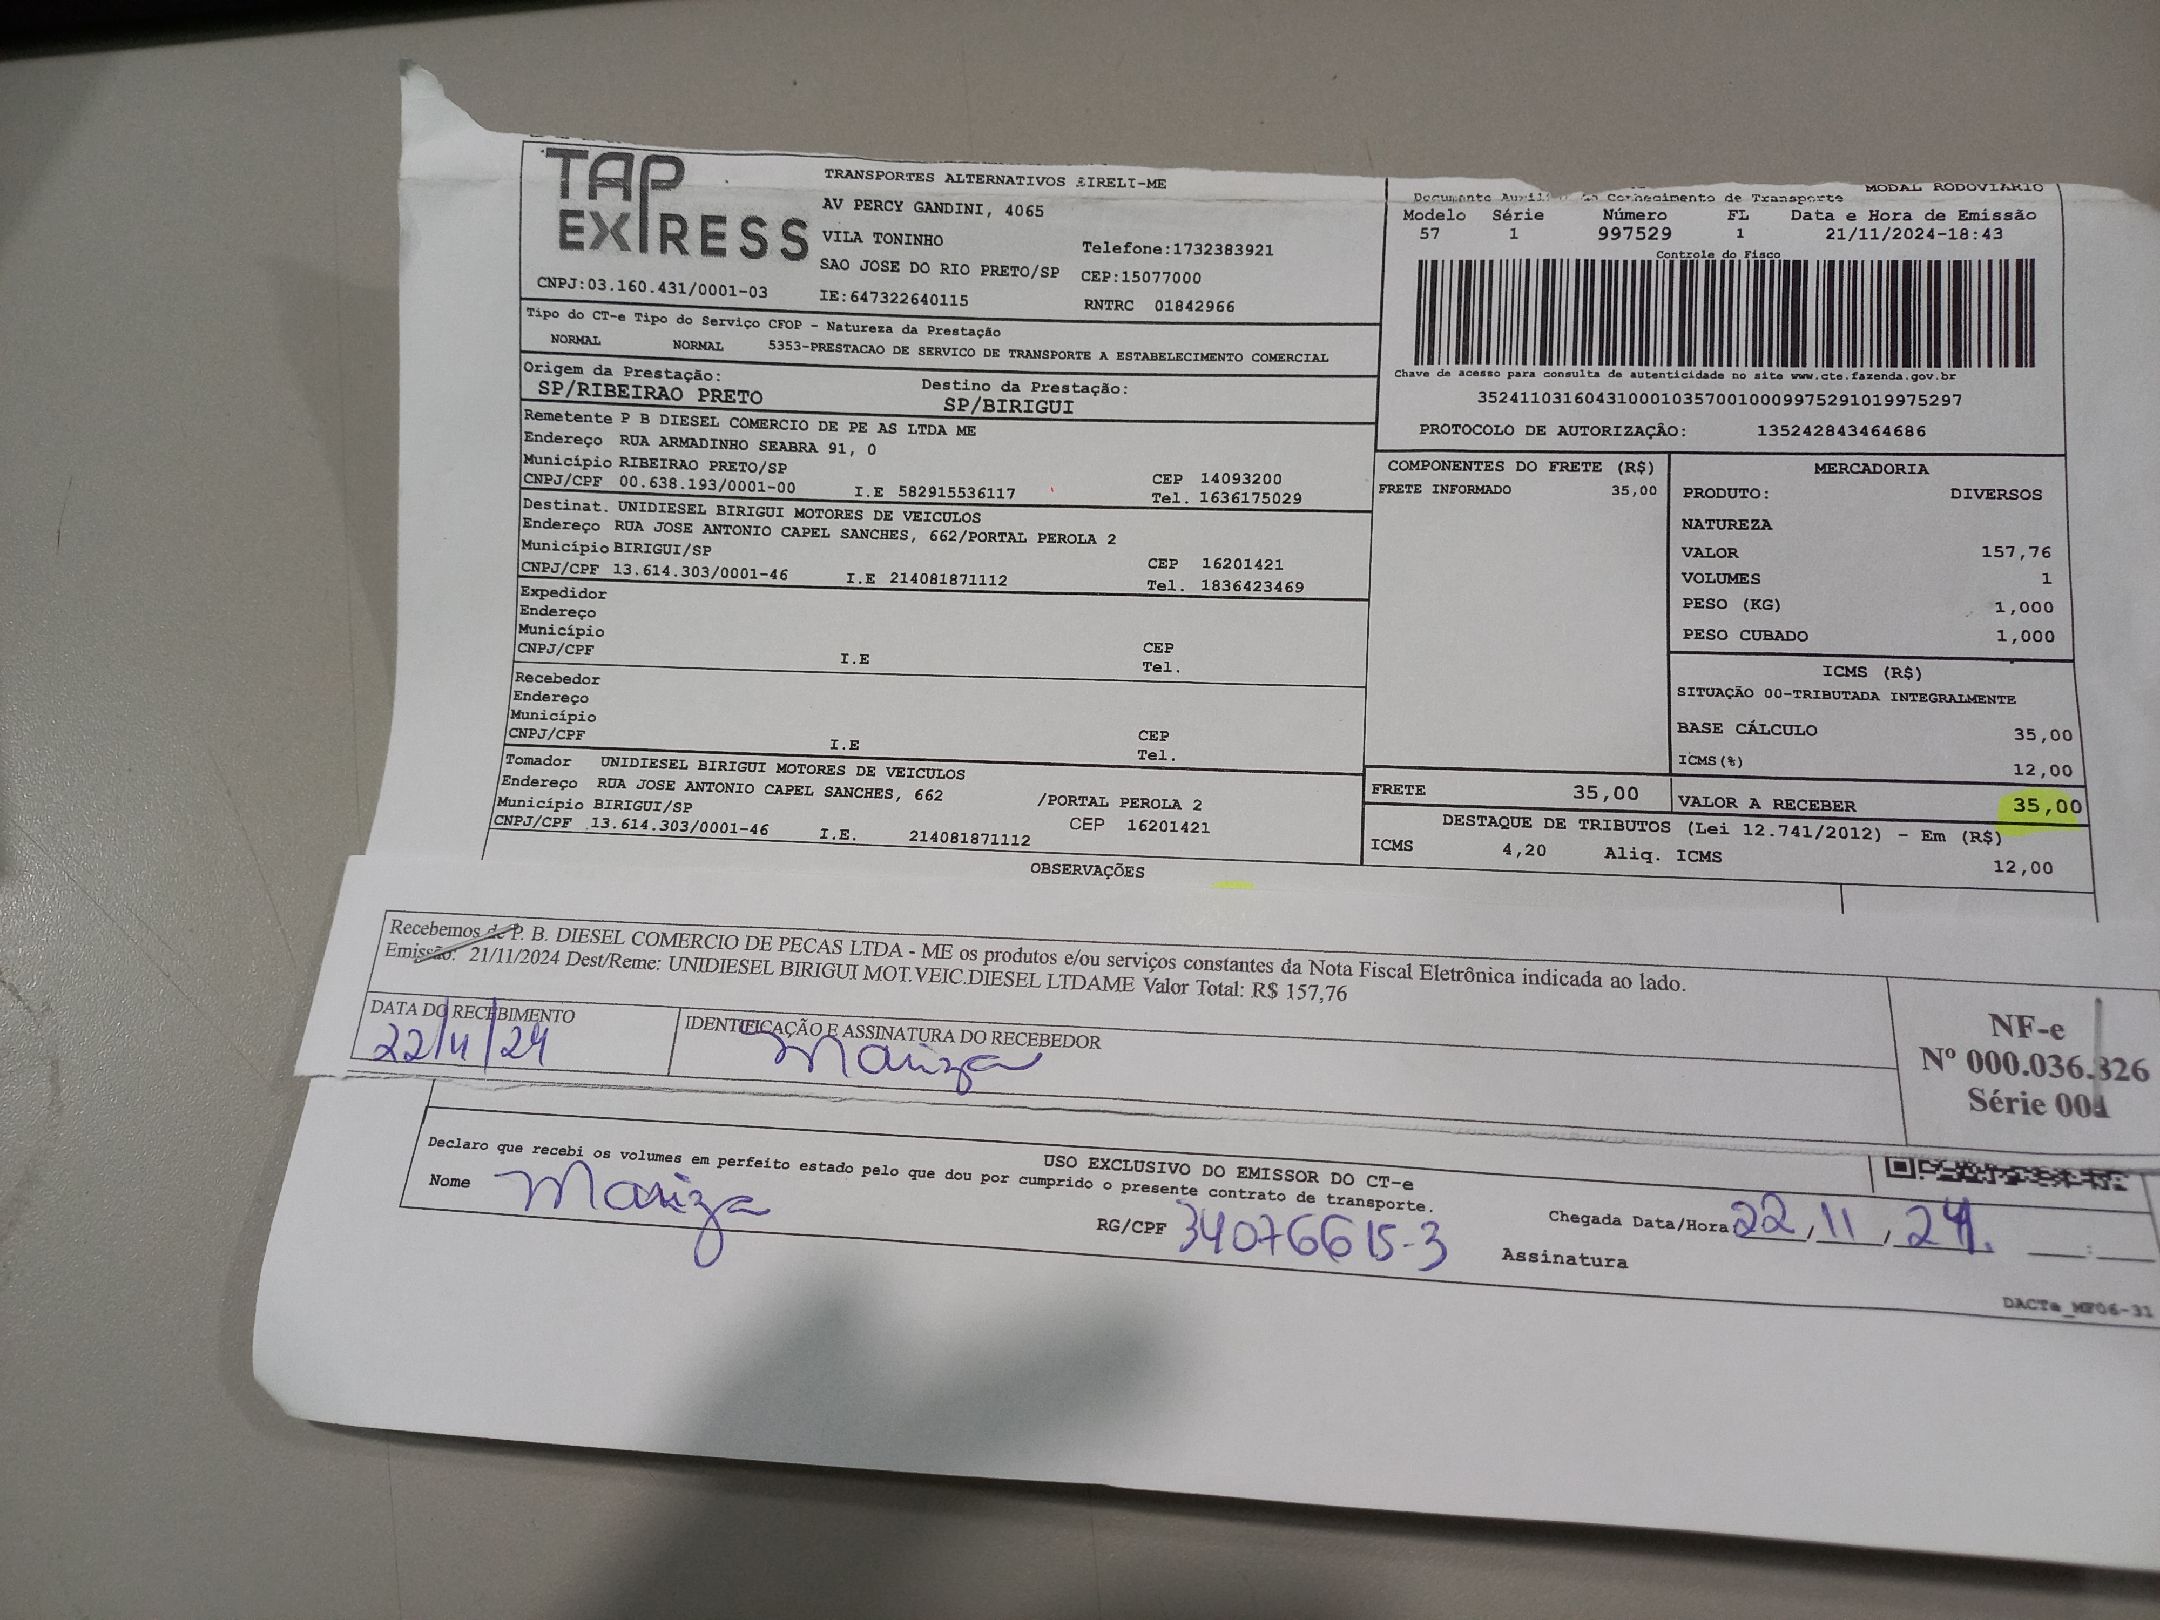 TAP EXPRESS
TRANSPORTES ALTERNATIVOS EIRELI-ME
AV PERCY GANDINI, 4065
VILA TONINHO Telefone:1732383921
SAO JOSE DO RIO PRETO/SP CEP:15077000
CNPJ:03.160.431/0001-03 IE:647322640115 RNTRC 01842966
MODAL RODOVIARIO
Documento Auxiliar do Conhecimento de Transporte
Modelo Série Número FL Data e Hora de Emissão
57 1 997529 1 21/11/2024-18:43
Controle do Fisco
Chave de acesso para consulta de autenticidade no site www.cte.fazenda.gov.br
35241103160431000103570010009975291019975297
PROTOCOLO DE AUTORIZAÇÃO: 135242843464686
Tipo do CT-e Tipo do Serviço CFOP - Natureza da Prestação
NORMAL NORMAL 5353-PRESTACAO DE SERVICO DE TRANSPORTE A ESTABELECIMENTO COMERCIAL
Origem da Prestação: Destino da Prestação:
SP/RIBEIRAO PRETO SP/BIRIGUI
Remetente P B DIESEL COMERCIO DE PE AS LTDA ME
Endereço RUA ARMADINHO SEABRA 91, 0
Município RIBEIRAO PRETO/SP CEP 14093200
CNPJ/CPF 00.638.193/0001-00 I.E 582915536117 Tel. 1636175029
Destinat. UNIDIESEL BIRIGUI MOTORES DE VEICULOS
Endereço RUA JOSE ANTONIO CAPEL SANCHES, 662/PORTAL PEROLA 2
Município BIRIGUI/SP CEP 16201421
CNPJ/CPF 13.614.303/0001-46 I.E 214081871112 Tel. 1836423469
Expedidor
Endereço
Município CEP
CNPJ/CPF I.E Tel.
Recebedor
Endereço
Município CEP
CNPJ/CPF I.E Tel.
Tomador UNIDIESEL BIRIGUI MOTORES DE VEICULOS
Endereço RUA JOSE ANTONIO CAPEL SANCHES, 662 /PORTAL PEROLA 2
Município BIRIGUI/SP CEP 16201421
CNPJ/CPF 13.614.303/0001-46 I.E. 214081871112
COMPONENTES DO FRETE (R$)
FRETE INFORMADO 35,00
MERCADORIA
PRODUTO: DIVERSOS
NATUREZA
VALOR 157,76
VOLUMES 1
PESO (KG) 1,000
PESO CUBADO 1,000
ICMS (R$)
SITUAÇÃO 00-TRIBUTADA INTEGRALMENTE
BASE CÁLCULO 35,00
ICMS(%) 12,00
FRETE 35,00 VALOR A RECEBER 35,00
DESTAQUE DE TRIBUTOS (Lei 12.741/2012) - Em (R$)
ICMS 4,20 Aliq. ICMS 12,00
OBSERVAÇÕES
Recebemos de P. B. DIESEL COMERCIO DE PECAS LTDA - ME os produtos e/ou serviços constantes da Nota Fiscal Eletrônica indicada ao lado.
Emissão: 21/11/2024 Dest/Reme: UNIDIESEL BIRIGUI MOT.VEIC.DIESEL LTDAME Valor Total: R$ 157,76
DATA DO RECEBIMENTO IDENTIFICAÇÃO E ASSINATURA DO RECEBEDOR
22/11/24 Mariza
NF-e
Nº 000.036.326
Série 001
USO EXCLUSIVO DO EMISSOR DO CT-e
Declaro que recebi os volumes em perfeito estado pelo que dou por cumprido o presente contrato de transporte.
Nome Mariza RG/CPF 34076615-3 Chegada Data/Hora 22/11/24
Assinatura
DACTe_MF06-31